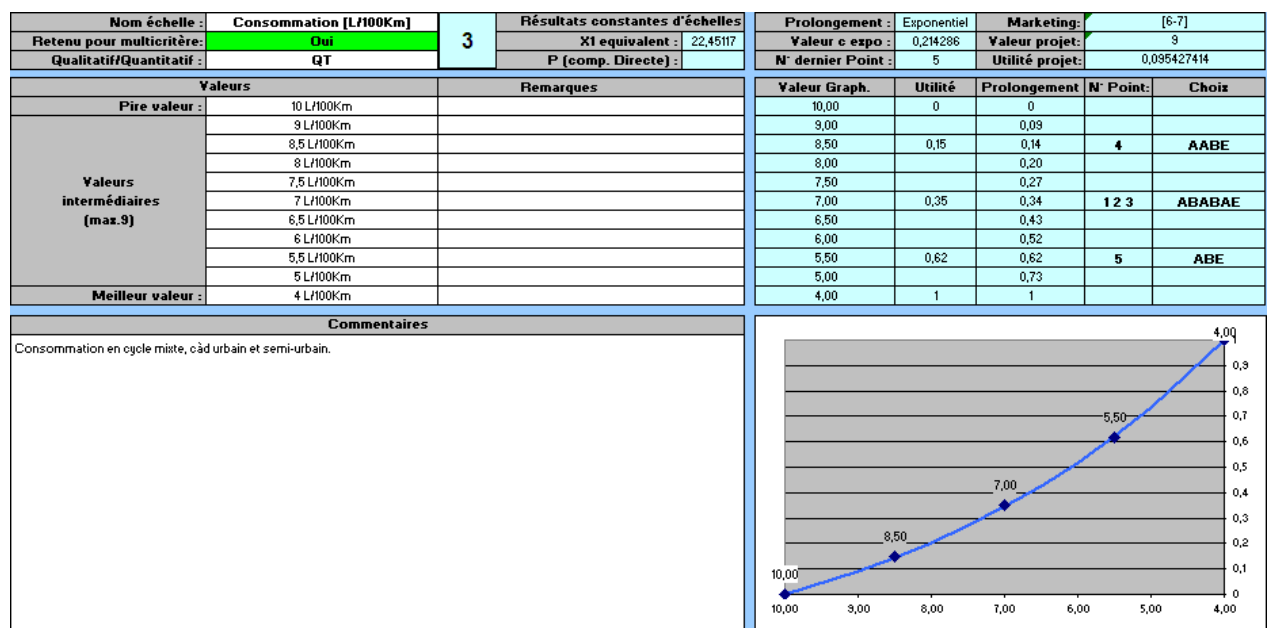 Nom échelle : Consommation [L/100Km] 3 Résultats constantes d'échelles Prolongement : Exponentiel Marketing: [6-7]
Retenu pour multicritère: Oui X1 equivalent : 22,45117 Valeur c expo : 0,214286 Valeur projet: 9
Qualitatif/Quantitatif : QT P (comp. Directe) : N° dernier Point : 5 Utilité projet: 0,095427414
Valeurs Remarques Valeur Graph. Utilité Prolongement N° Point: Choix
Pire valeur : 10 L/100Km 10,00 0 0
9 L/100Km 9,00 0,09
8,5 L/100Km 8,50 0,15 0,14 4 AABE
8 L/100Km 8,00 0,20
Valeurs 7,5 L/100Km 7,50 0,27
intermédiaires 7 L/100Km 7,00 0,35 0,34 1 2 3 ABABAE
(max.9) 6,5 L/100Km 6,50 0,43
6 L/100Km 6,00 0,52
5,5 L/100Km 5,50 0,62 0,62 5 ABE
5 L/100Km 5,00 0,73
Meilleur valeur : 4 L/100Km 4,00 1 1
Commentaires
Consommation en cycle mixte, càd urbain et semi-urbain.
4,00
1
0,9
0,8
5,50
0,7
0,6
0,5
7,00
0,4
0,3
8,50
0,2
10,00
0,1
0
10,00 9,00 8,00 7,00 6,00 5,00 4,00